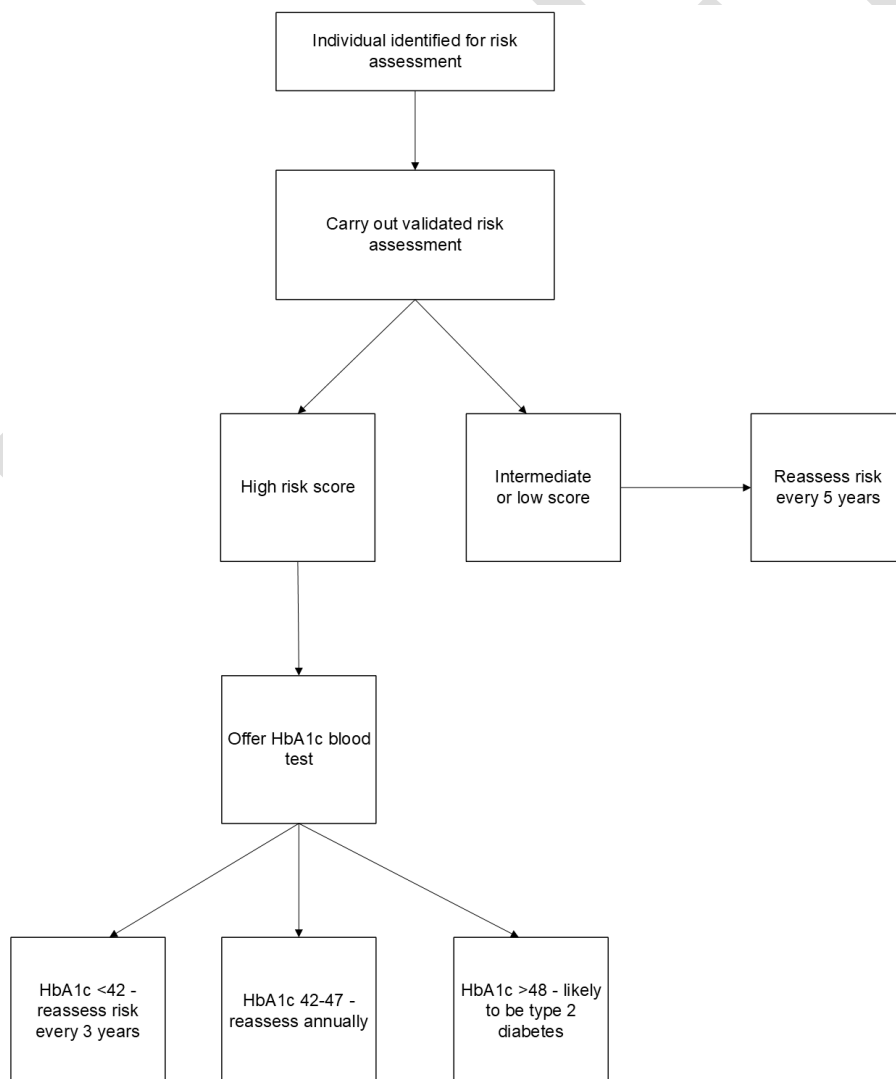 Individual identified for risk
assessment
Carry out validated risk
assessment
High risk score
Intermediate
or low score
Reassess risk
every 5 years
Offer HbA1c blood
test
HbA1c <42 -
reassess risk
every 3 years
HbA1c 42-47 -
reassess annually
HbA1c >48 - likely
to be type 2
diabetes